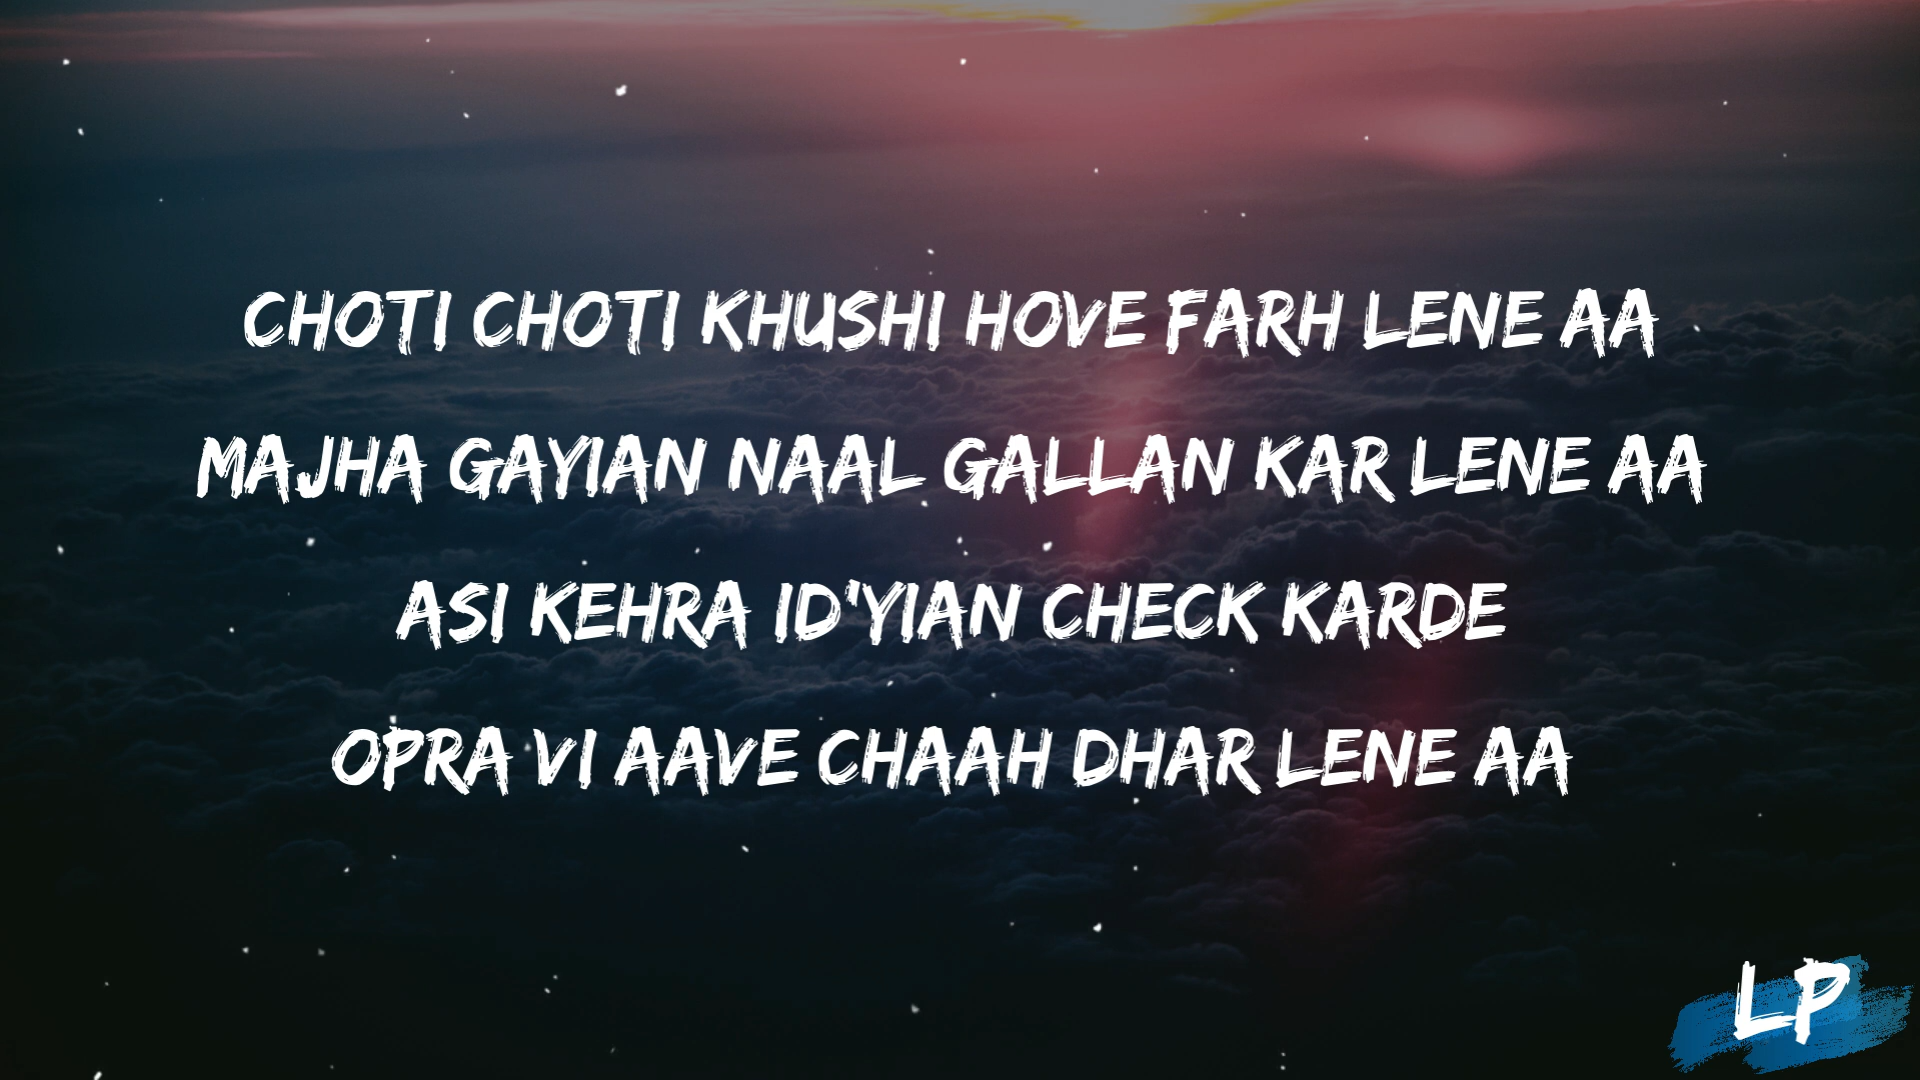 CHOTI CHOTI KHUSHI HOVE FARH LENE AA
MAJHA GAYIAN NAAL GALLAN KAR LENE AA
ASI KEHRA ID'YIAN CHECK KARDE
OPRA VI AAVE CHAAH DHAR LENE AA
LP